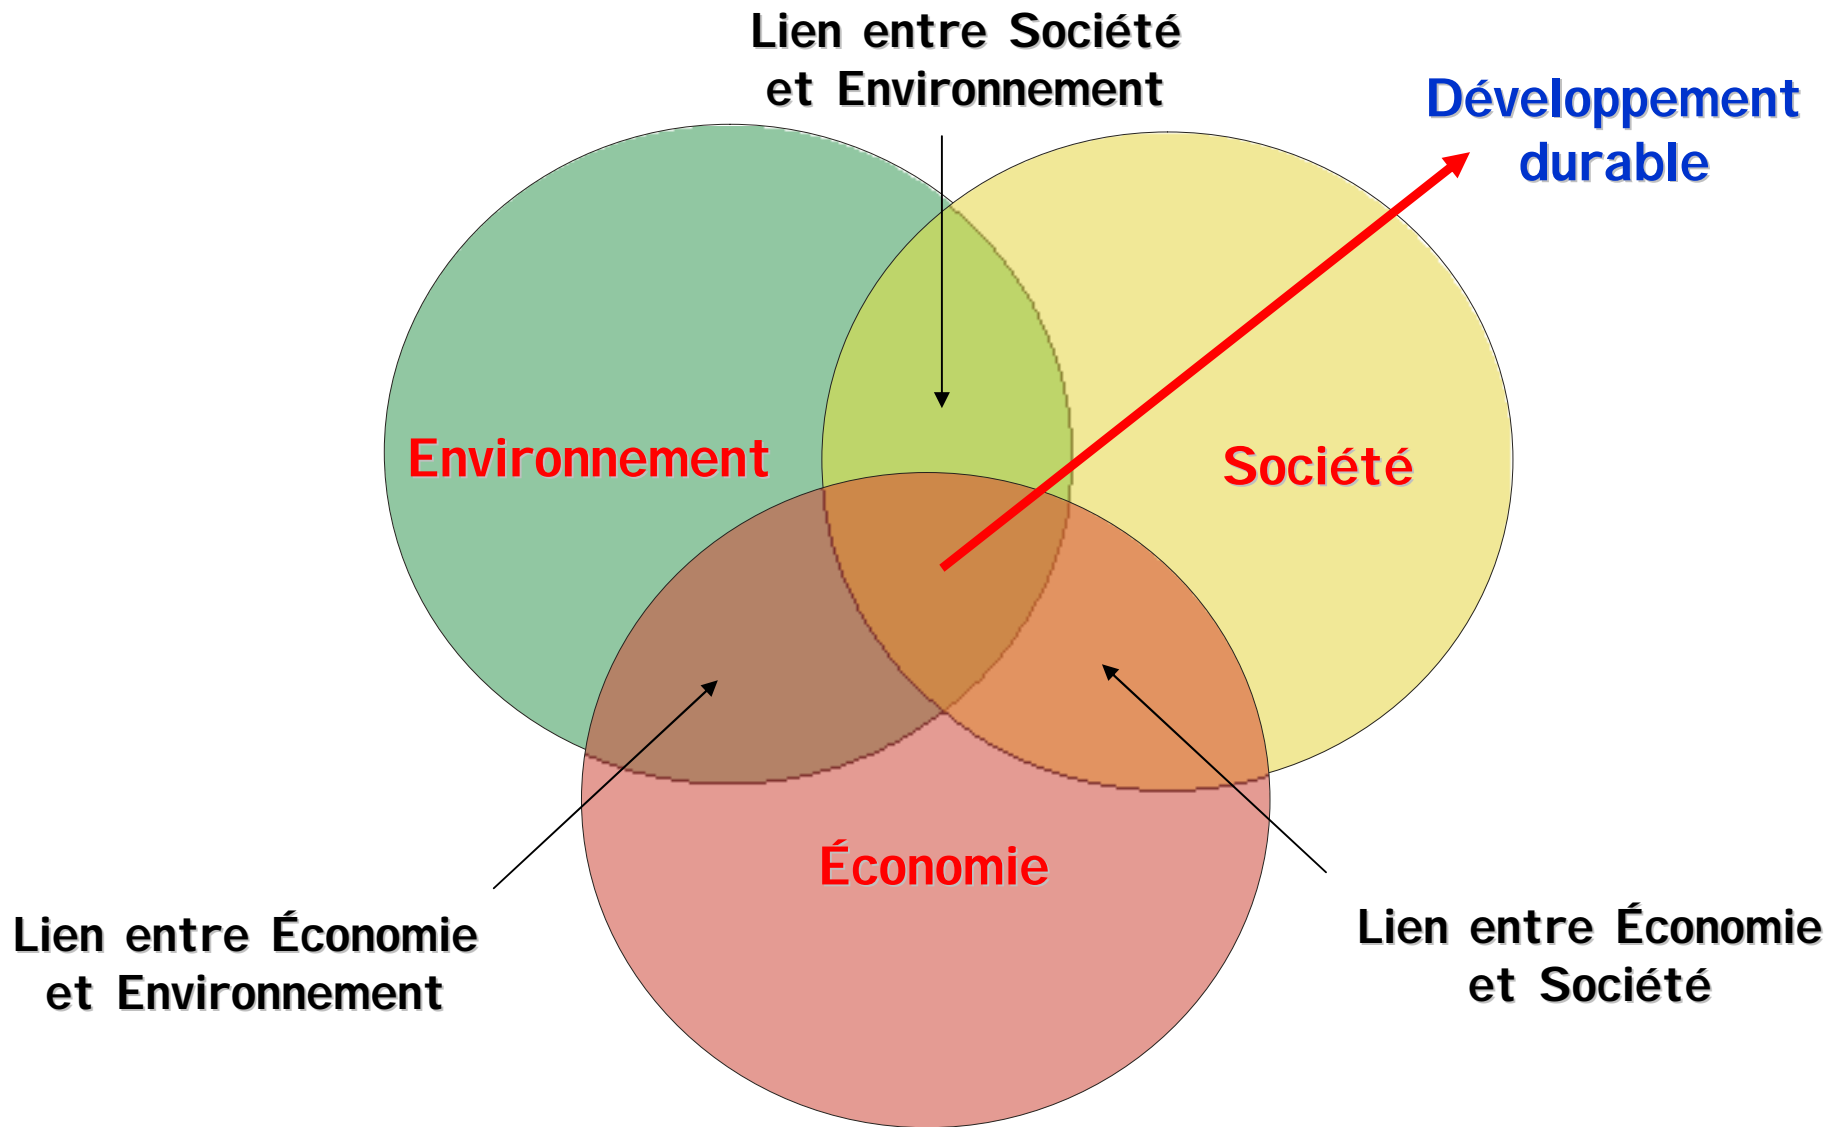 Lien entre Société
et Environnement
Développement
durable
Environnement
Société
Économie
Lien entre Économie
et Environnement
Lien entre Économie
et Société